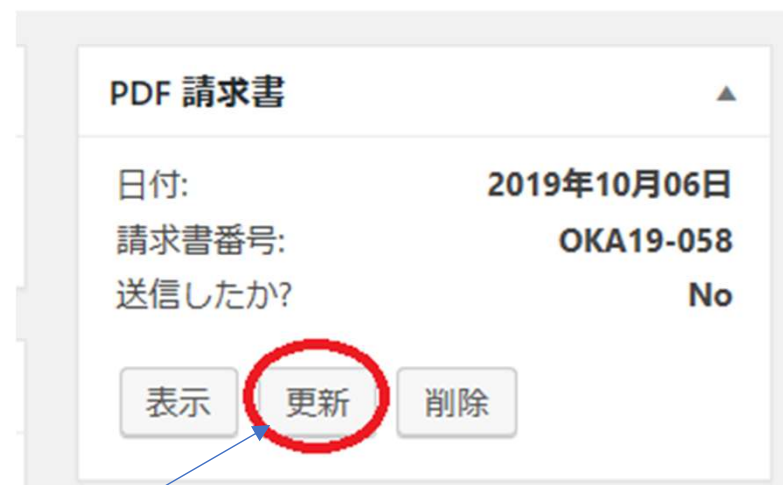 PDF 請求書 ▲
日付: 2019年10月06日
請求書番号: OKA19-058
送信したか? No
表示 更新 削除